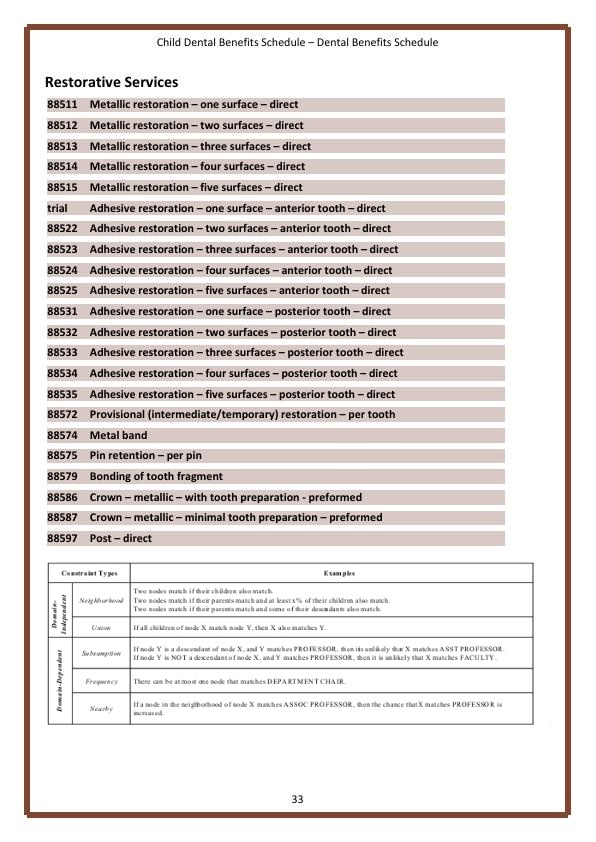 Child Dental Benefits Schedule – Dental Benefits Schedule
Restorative Services
88511 Metallic restoration – one surface – direct
88512 Metallic restoration – two surfaces – direct
88513 Metallic restoration – three surfaces – direct
88514 Metallic restoration – four surfaces – direct
88515 Metallic restoration – five surfaces – direct
trial Adhesive restoration – one surface – anterior tooth – direct
88522 Adhesive restoration – two surfaces – anterior tooth – direct
88523 Adhesive restoration – three surfaces – anterior tooth – direct
88524 Adhesive restoration – four surfaces – anterior tooth – direct
88525 Adhesive restoration – five surfaces – anterior tooth – direct
88531 Adhesive restoration – one surface – posterior tooth – direct
88532 Adhesive restoration – two surfaces – posterior tooth – direct
88533 Adhesive restoration – three surfaces – posterior tooth – direct
88534 Adhesive restoration – four surfaces – posterior tooth – direct
88535 Adhesive restoration – five surfaces – posterior tooth – direct
88572 Provisional (intermediate/temporary) restoration – per tooth
88574 Metal band
88575 Pin retention – per pin
88579 Bonding of tooth fragment
88586 Crown – metallic – with tooth preparation - preformed
88587 Crown – metallic – minimal tooth preparation – preformed
88597 Post – direct
Constraint Types Examples
Domain-Independent
Neighborhood
Two nodes match if their children also match.
Two nodes match if their parents match and at least x% of their children also match.
Two nodes match if their parents match and some of their descendants also match.
Union If all children of node X match node Y, then X also matches Y.
Domain-Dependent
Subsumption
If node Y is a descendant of node X, and Y matches PROFESSOR, then it is unlikely that X matches ASST PROFESSOR.
If node Y is NOT a descendant of node X, and Y matches PROFESSOR, then it is unlikely that X matches FACULTY.
Frequency There can be at most one node that matches DEPARTMENT CHAIR.
Nearby
If a node in the neighborhood of node X matches ASSOC PROFESSOR, then the chance that X matches PROFESSOR is
increased.
33